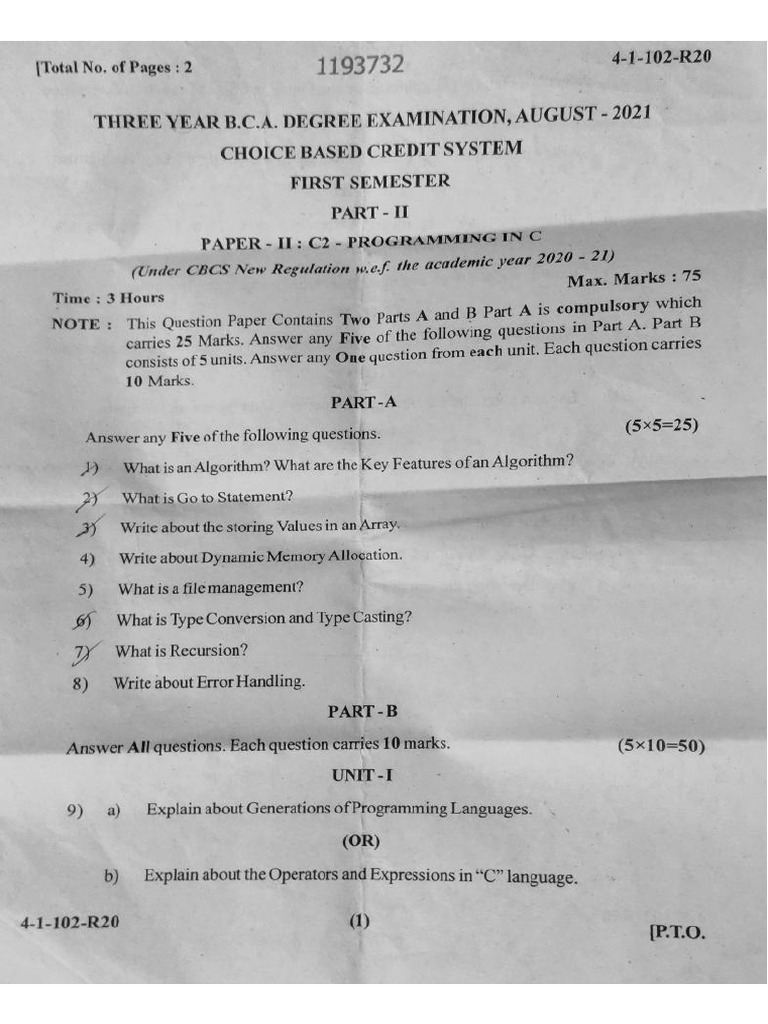 [Total No. of Pages : 2 1193732 4-1-102-R20
THREE YEAR B.C.A. DEGREE EXAMINATION, AUGUST - 2021
CHOICE BASED CREDIT SYSTEM
FIRST SEMESTER
PART - II
PAPER - II : C2 - PROGRAMMING IN C
(Under CBCS New Regulation w.e.f. the academic year 2020 - 21)
Time : 3 Hours Max. Marks : 75
NOTE : This Question Paper Contains Two Parts A and B Part A is compulsory which
carries 25 Marks. Answer any Five of the following questions in Part A. Part B
consists of 5 units. Answer any One question from each unit. Each question carries
10 Marks.
PART-A
Answer any Five of the following questions. (5×5=25)
1) What is an Algorithm? What are the Key Features of an Algorithm?
2) What is Go to Statement?
3) Write about the storing Values in an Array.
4) Write about Dynamic Memory Allocation.
5) What is a file management?
6) What is Type Conversion and Type Casting?
7) What is Recursion?
8) Write about Error Handling.
PART - B
Answer All questions. Each question carries 10 marks. (5×10=50)
UNIT - I
9) a) Explain about Generations of Programming Languages.
(OR)
b) Explain about the Operators and Expressions in “C” language.
4-1-102-R20 (1) [P.T.O.